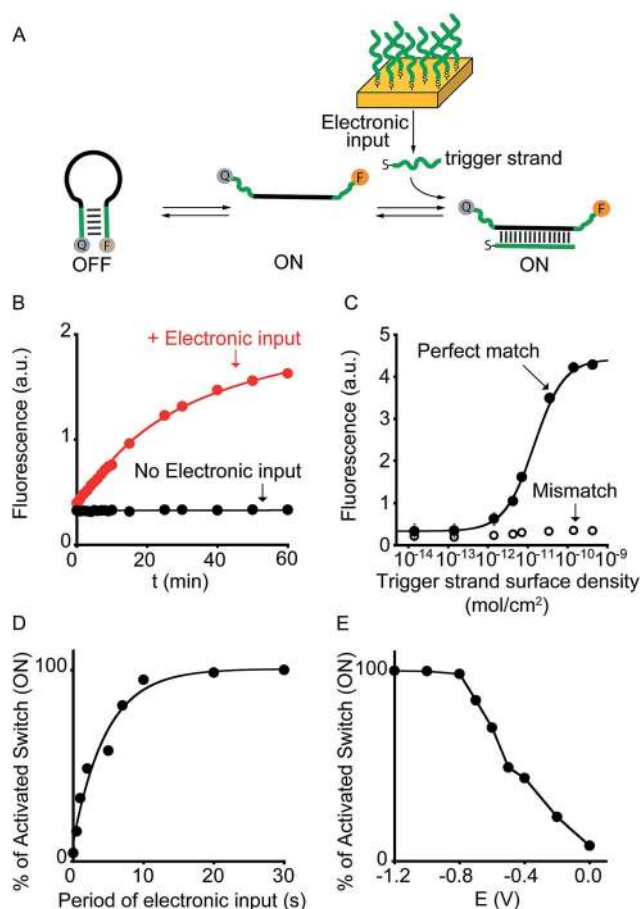 A
Electronic
input
S
trigger strand
Q
F
Q
F
Q
F
S
OFF
ON
ON
B
2
1
0
Fluorescence (a.u.)
+ Electronic input
No Electronic input
0
20
40
60
t (min)
C
5
4
3
2
1
0
Fluorescence (a.u.)
Perfect match
Mismatch
10⁻¹⁴
10⁻¹³
10⁻¹²
10⁻¹¹
10⁻¹⁰
10⁻⁹
Trigger strand surface density
(mol/cm²)
D
100
0
% of Activated Switch (ON)
0
10
20
30
Period of electronic input (s)
E
100
0
% of Activated Switch (ON)
-1.2
-0.8
-0.4
0.0
E (V)